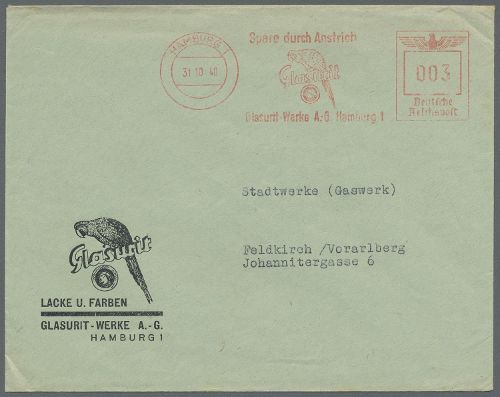 HAMBURG 1
31 10 40
Spare durch Anstrich
Glasurit
Glasurit-Werke A.-G. Hamburg 1
003
Deutsche
Reichspost
Stadtwerke (Gaswerk)
Feldkirch /Vorarlberg
Johannitergasse 6
Glasurit
LACKE U. FARBEN
GLASURIT-WERKE A.-G.
HAMBURG 1